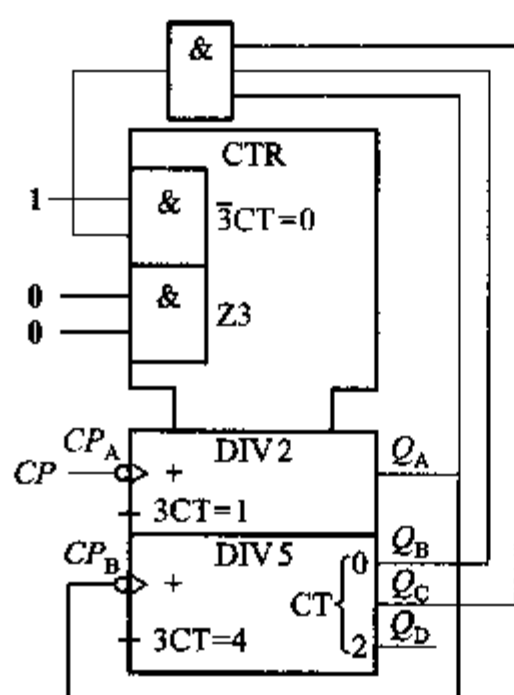 &
CTR
1
&
3̅CT=0
0
&
Z3
0
CP_A
DIV2
Q_A
CP
+
3CT=1
CP_B
DIV5
Q_B
0
+
CT{
Q_C
3CT=4
2
Q_D